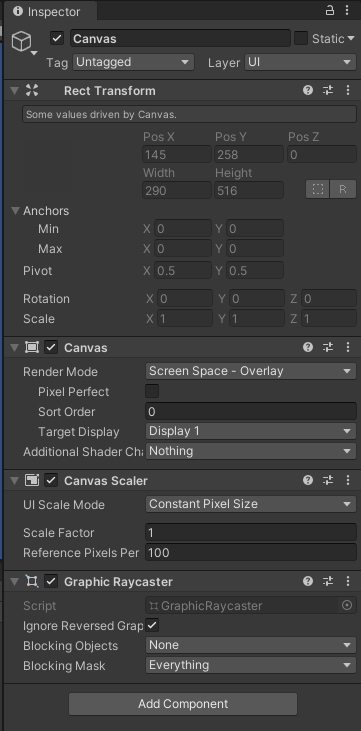 Inspector
Canvas
Static
Tag Untagged Layer UI
Rect Transform
Some values driven by Canvas.
Pos X Pos Y Pos Z
145 258 0
Width Height
290 516 R
Anchors
Min X 0 Y 0
Max X 0 Y 0
Pivot X 0.5 Y 0.5
Rotation X 0 Y 0 Z 0
Scale X 1 Y 1 Z 1
Canvas
Render Mode Screen Space - Overlay
Pixel Perfect
Sort Order 0
Target Display Display 1
Additional Shader Cha Nothing
Canvas Scaler
UI Scale Mode Constant Pixel Size
Scale Factor 1
Reference Pixels Per 100
Graphic Raycaster
Script GraphicRaycaster
Ignore Reversed Grap
Blocking Objects None
Blocking Mask Everything
Add Component